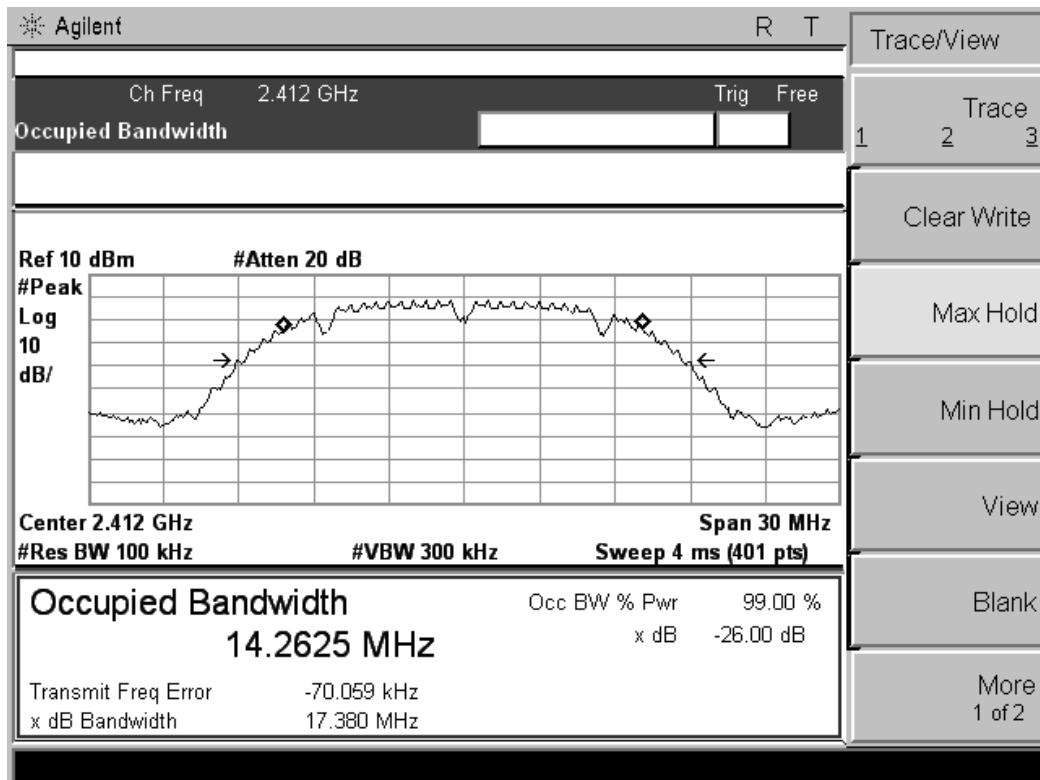 Agilent R T
Trace/View
Ch Freq 2.412 GHz Trig Free
Occupied Bandwidth
Trace
1 2 3
Clear Write
Ref 10 dBm #Atten 20 dB
#Peak
Log
10
dB/
Max Hold
Min Hold
Center 2.412 GHz Span 30 MHz
#Res BW 100 kHz #VBW 300 kHz Sweep 4 ms (401 pts)
View
Occupied Bandwidth
14.2625 MHz
Occ BW % Pwr 99.00 %
x dB -26.00 dB
Transmit Freq Error -70.059 kHz
x dB Bandwidth 17.380 MHz
Blank
More
1 of 2